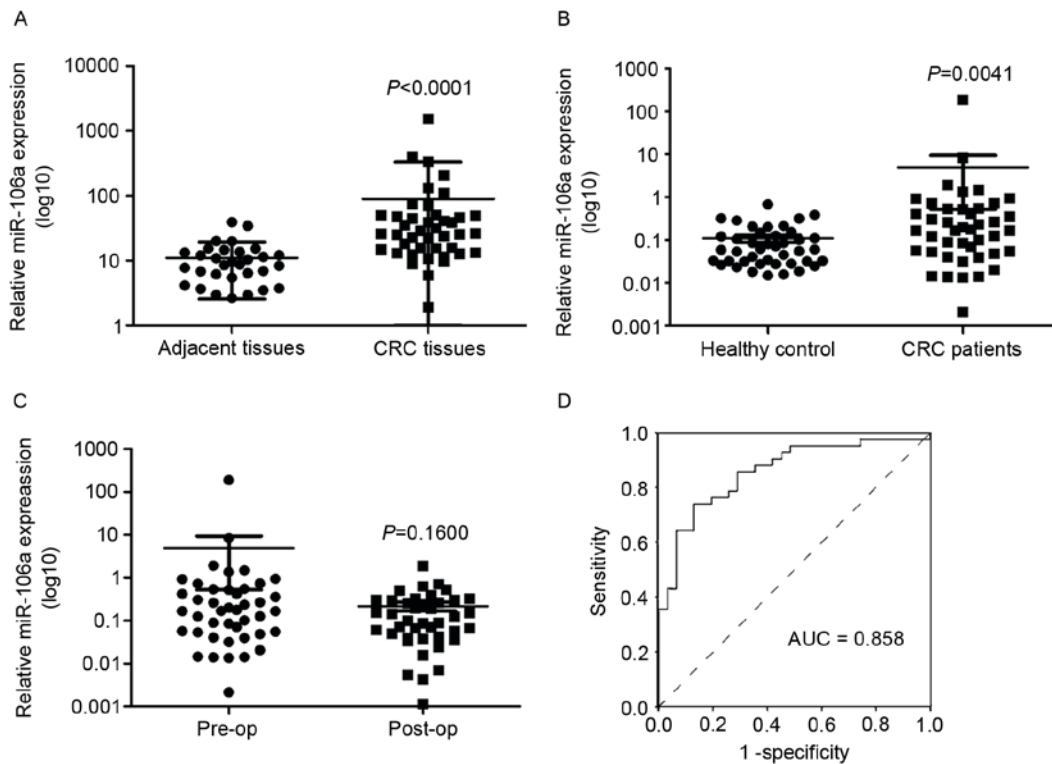 A
Relative miR-106a expression
(log10)
10000
1000
100
10
1
P<0.0001
Adjacent tissues
CRC tissues
B
Relative miR-106a expression
(log10)
1000
100
10
1
0.1
0.01
0.001
P=0.0041
Healthy control
CRC patients
C
Relative miR-106a expreassion
(log10)
1000
100
10
1
0.1
0.01
0.001
P=0.1600
Pre-op
Post-op
D
Sensitivity
1.0
0.8
0.6
0.4
0.2
0.0
AUC = 0.858
0.0
0.2
0.4
0.6
0.8
1.0
1 -specificity